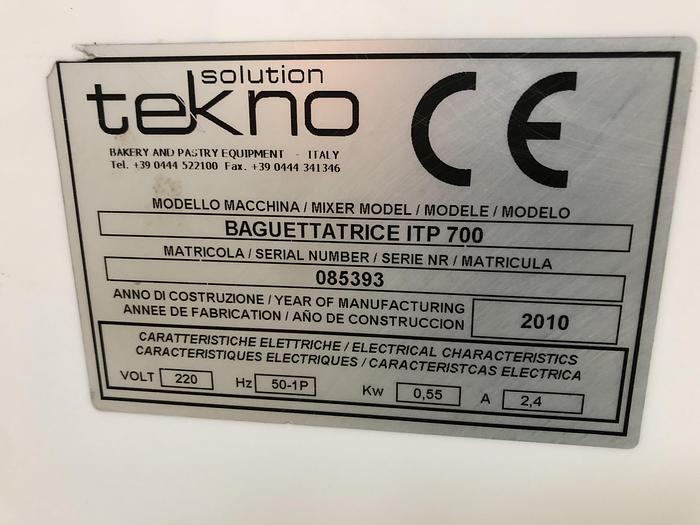 solution
tekno
CE
BAKERY AND PASTRY EQUIPMENT - ITALY
Tel. +39 0444 522100 Fax. +39 0444 341346
MODELLO MACCHINA / MIXER MODEL / MODELE / MODELO
BAGUETTATRICE ITP 700
MATRICOLA / SERIAL NUMBER / SERIE NR / MATRICULA
085393
ANNO DI COSTRUZIONE / YEAR OF MANUFACTURING
ANNEE DE FABRICATION / AÑO DE CONSTRUCCION
2010
CARATTERISTICHE ELETTRICHE / ELECTRICAL CHARACTERISTICS
CARACTERISTIQUES ELECTRIQUES / CARACTERISTCAS ELECTRICA
VOLT 220 Hz 50-1P Kw 0,55 A 2,4